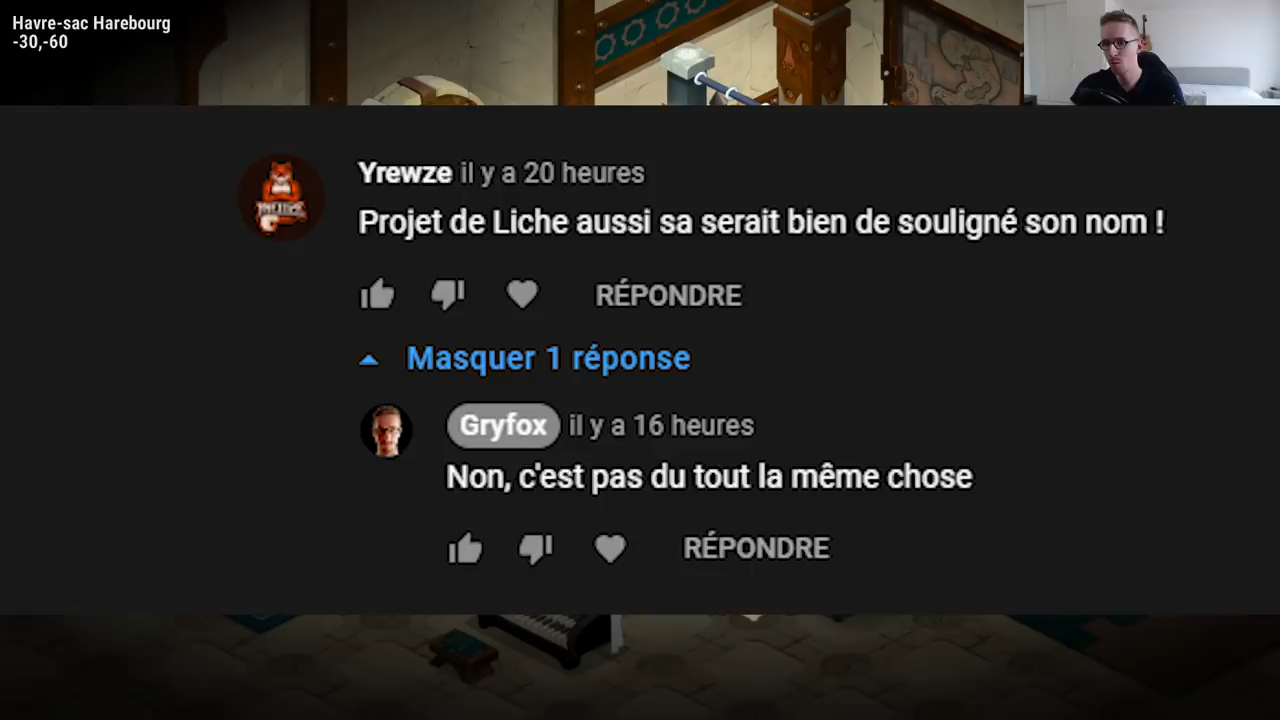 Havre-sac Harebourg
-30,-60
Yrewze il y a 20 heures
Projet de Liche aussi sa serait bien de souligné son nom !
RÉPONDRE
Masquer 1 réponse
Gryfox il y a 16 heures
Non, c'est pas du tout la même chose
RÉPONDRE